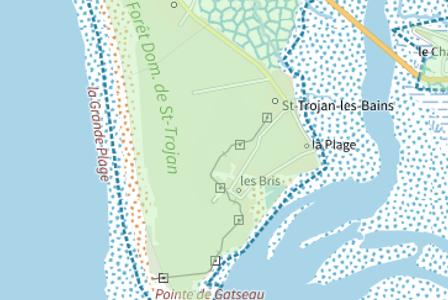 Forêt Dom. de St-Trojan
la Grande Plage
le Cha
St-Trojan-les-Bains
la Plage
les Bris
Pointe de Gatseau